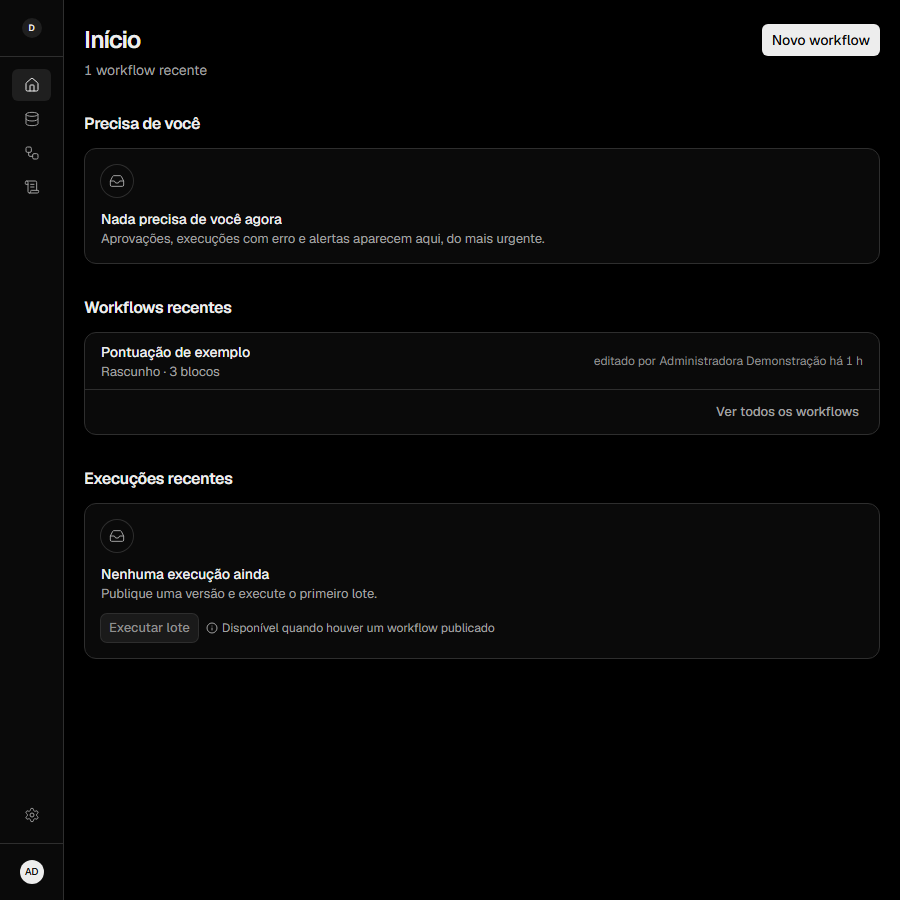 D
Início
Novo workflow
1 workflow recente
Precisa de você
Nada precisa de você agora
Aprovações, execuções com erro e alertas aparecem aqui, do mais urgente.
Workflows recentes
Pontuação de exemplo
Rascunho · 3 blocos
editado por Administradora Demonstração há 1 h
Ver todos os workflows
Execuções recentes
Nenhuma execução ainda
Publique uma versão e execute o primeiro lote.
Executar lote
Disponível quando houver um workflow publicado
AD